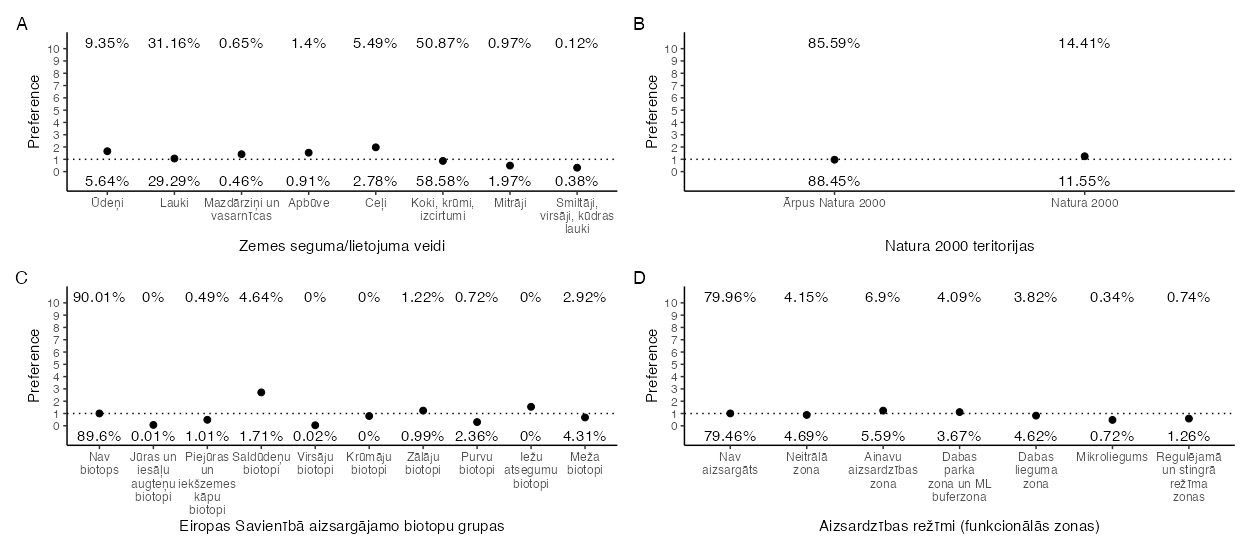 A
9.35% 31.16% 0.65% 1.4% 5.49% 50.87% 0.97% 0.12%
10
9
8
7
6
5
4
3
2
1
0
Preference
5.64% 29.29% 0.46% 0.91% 2.78% 58.58% 1.97% 0.38%
Ūdeņi Lauki Mazdārziņi un Apbūve Ceļi Koki, krūmi, Mitrāji Smiltāji,
vasarnīcas izcirtumi virsāji, kūdras
lauki
Zemes seguma/lietojuma veidi
B
85.59% 14.41%
10
9
8
7
6
5
4
3
2
1
0
Preference
88.45% 11.55%
Ārpus Natura 2000 Natura 2000
Natura 2000 teritorijas
C
90.01% 0% 0.49% 4.64% 0% 0% 1.22% 0.72% 0% 2.92%
10
9
8
7
6
5
4
3
2
1
0
Preference
89.6% 0.01% 1.01% 1.71% 0.02% 0% 0.99% 2.36% 0% 4.31%
Nav Jūras un Piejūras Saldūdeņu Virsāju Krūmāju Zālāju Purvu Iežu Meža
biotops iesāļu un biotopi biotopi biotopi biotopi biotopi atsegumu biotopi
augteņu iekšzemes biotopi
biotopi kāpu
biotopi
Eiropas Savienībā aizsargājamo biotopu grupas
D
79.96% 4.15% 6.9% 4.09% 3.82% 0.34% 0.74%
10
9
8
7
6
5
4
3
2
1
0
Preference
79.46% 4.69% 5.59% 3.67% 4.62% 0.72% 1.26%
Nav Neitrālā Ainavu Dabas Dabas Mikroliegums Regulējamā
aizsargāts zona aizsardzības parka lieguma un stingrā
zona zona un ML zona režīma
buferzona zonas
Aizsardzības režīmi (funkcionālās zonas)